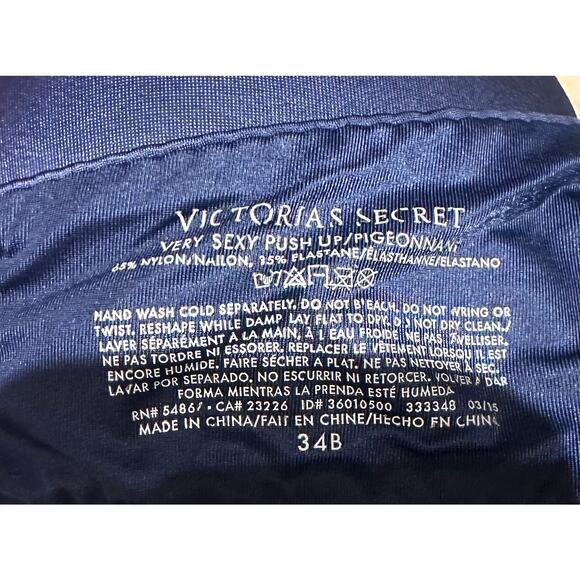 VICTORIA'S SECRET
VERY SEXY PUSH UP/PIGEONNANT
65% NYLON/NAILON, 35% ELASTANE/ÉLASTHANNE/ELASTANO
HAND WASH COLD SEPARATELY. DO NOT BLEACH. DO NOT WRING OR
TWIST. RESHAPE WHILE DAMP LAY FLAT TO DRY. DO NOT DRY CLEAN./
LAVER SÉPARÉMENT À LA MAIN, À L'EAU FROIDE. NE PAS JAVELLISER.
NE PAS TORDRE NI ESSORER. REPLACER LE VÊTEMENT LORSQU'IL EST
ENCORE HUMIDE. FAIRE SÉCHER À PLAT. NE PAS NETTOYER À SEC./
LAVAR POR SEPARADO. NO ESCURRIR NI RETORCER. VOLVER A DAR
FORMA MIENTRAS LA PRENDA ESTÉ HUMEDA
RN# 54867 • CA# 23226 ID# 36010500 333348 03/15
MADE IN CHINA/FAIT EN CHINE/HECHO EN CHINA
34B